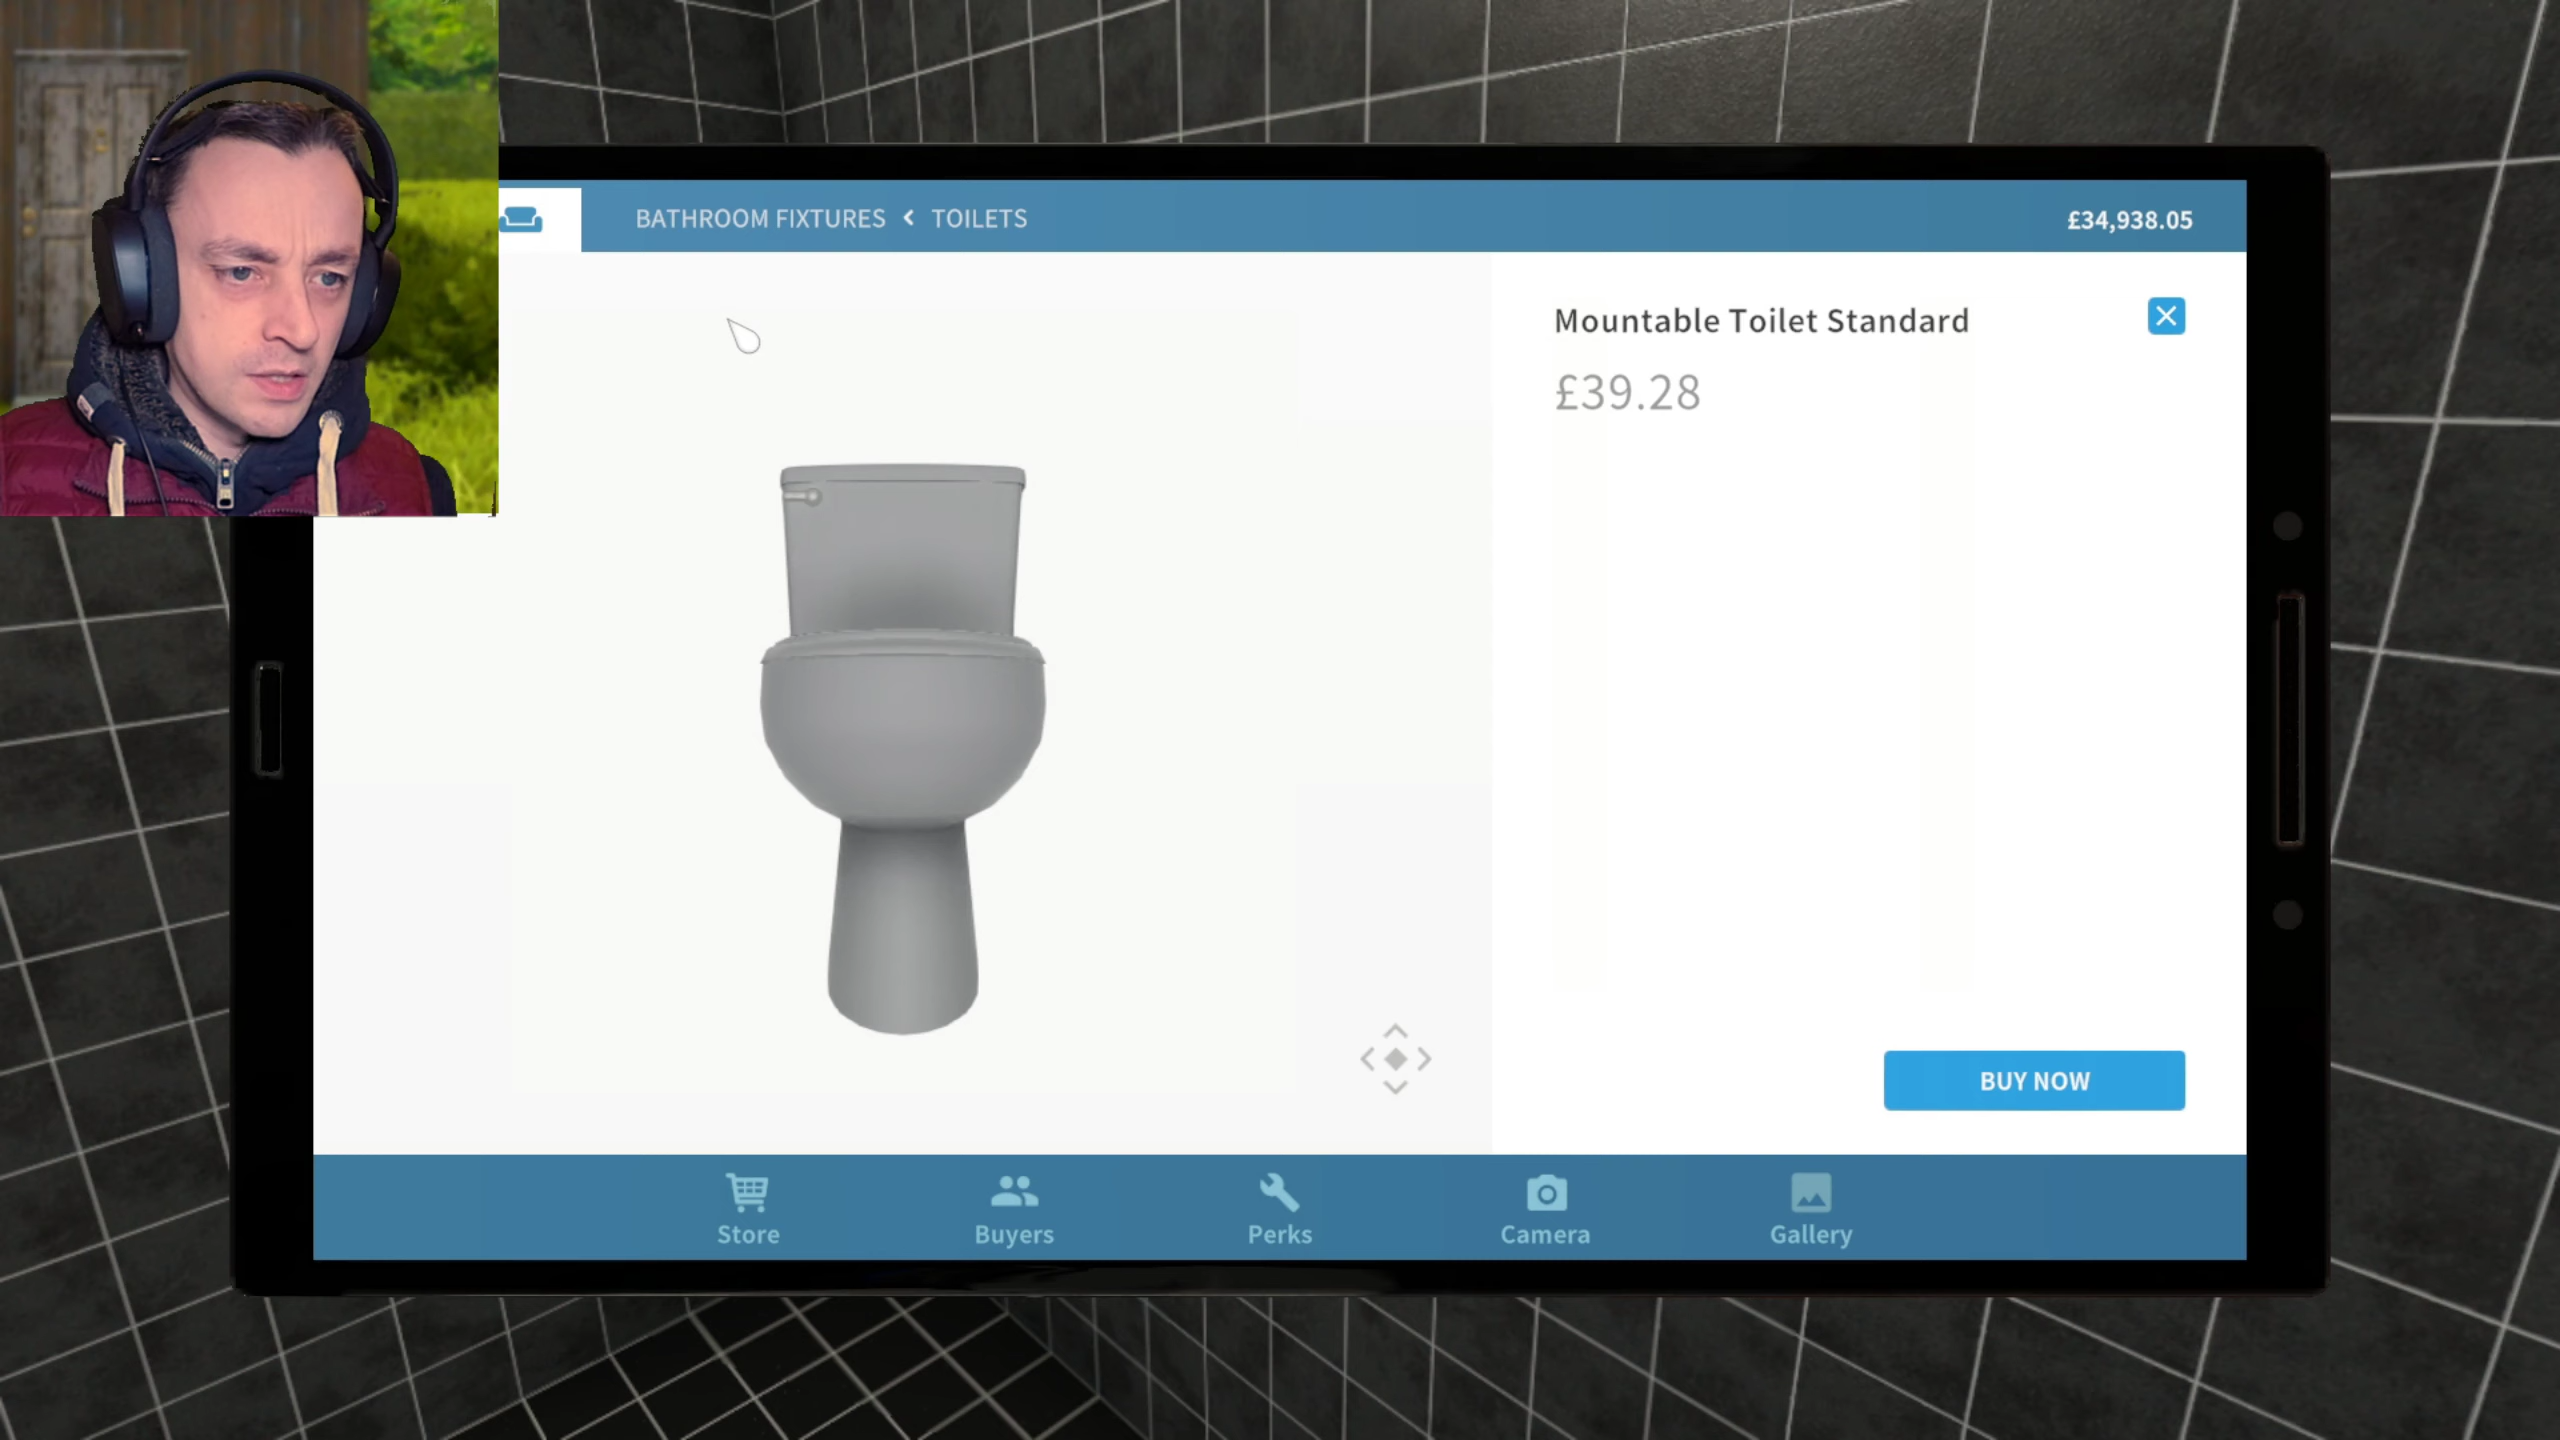 BATHROOM FIXTURES < TOILETS
£34,938.05
Mountable Toilet Standard
£39.28
BUY NOW
Store
Buyers
Perks
Camera
Gallery